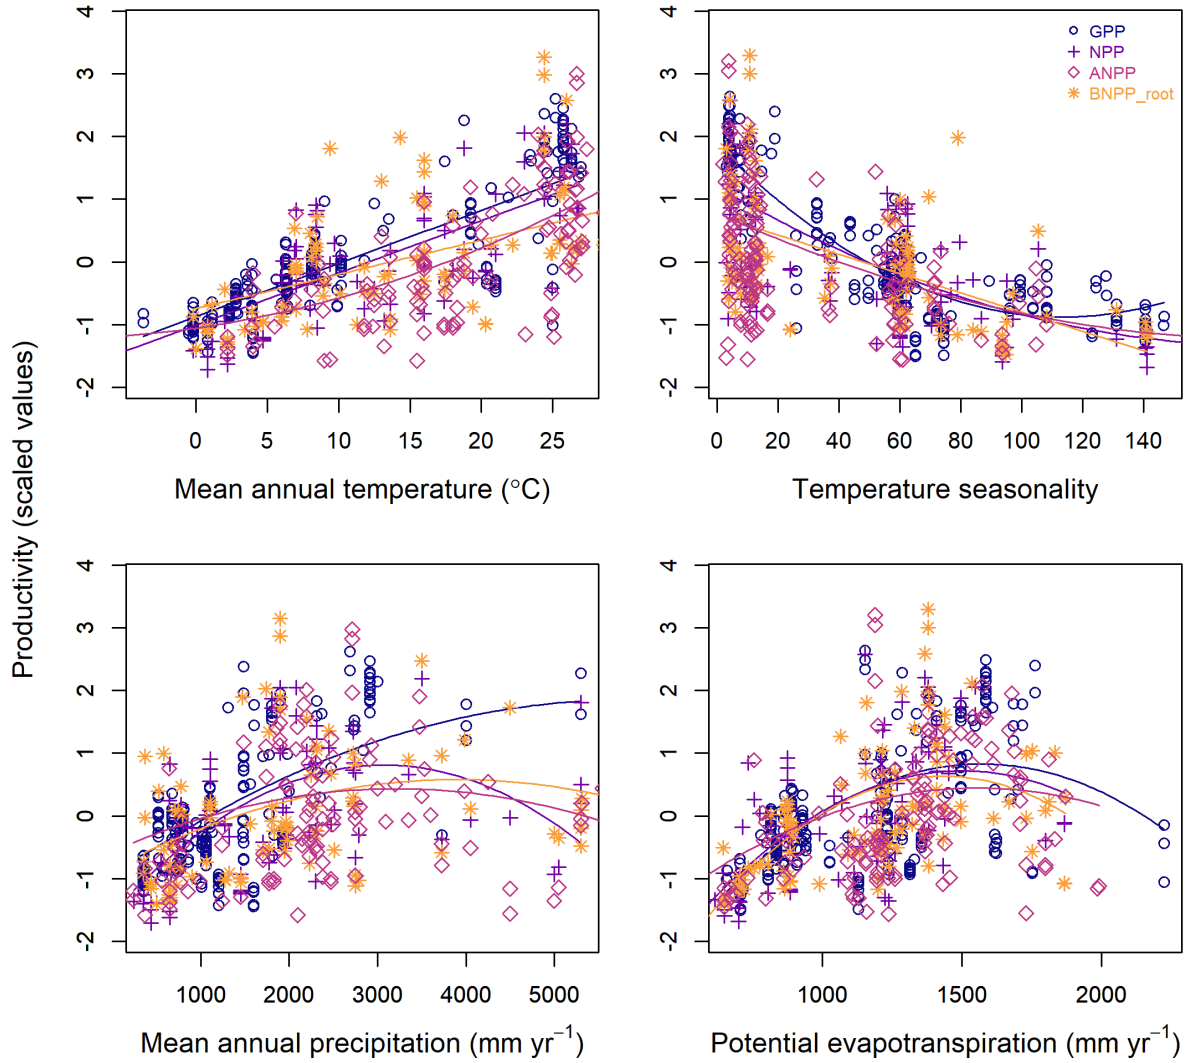 Productivity (scaled values)
4
3
2
1
0
-1
-2
0 5 10 15 20 25
Mean annual temperature (°C)
4
3
2
1
0
-1
-2
GPP
NPP
ANPP
BNPP_root
0 20 40 60 80 100 120 140
Temperature seasonality
4
3
2
1
0
-1
-2
1000 2000 3000 4000 5000
Mean annual precipitation (mm yr⁻¹)
4
3
2
1
0
-1
-2
1000 1500 2000
Potential evapotranspiration (mm yr⁻¹)